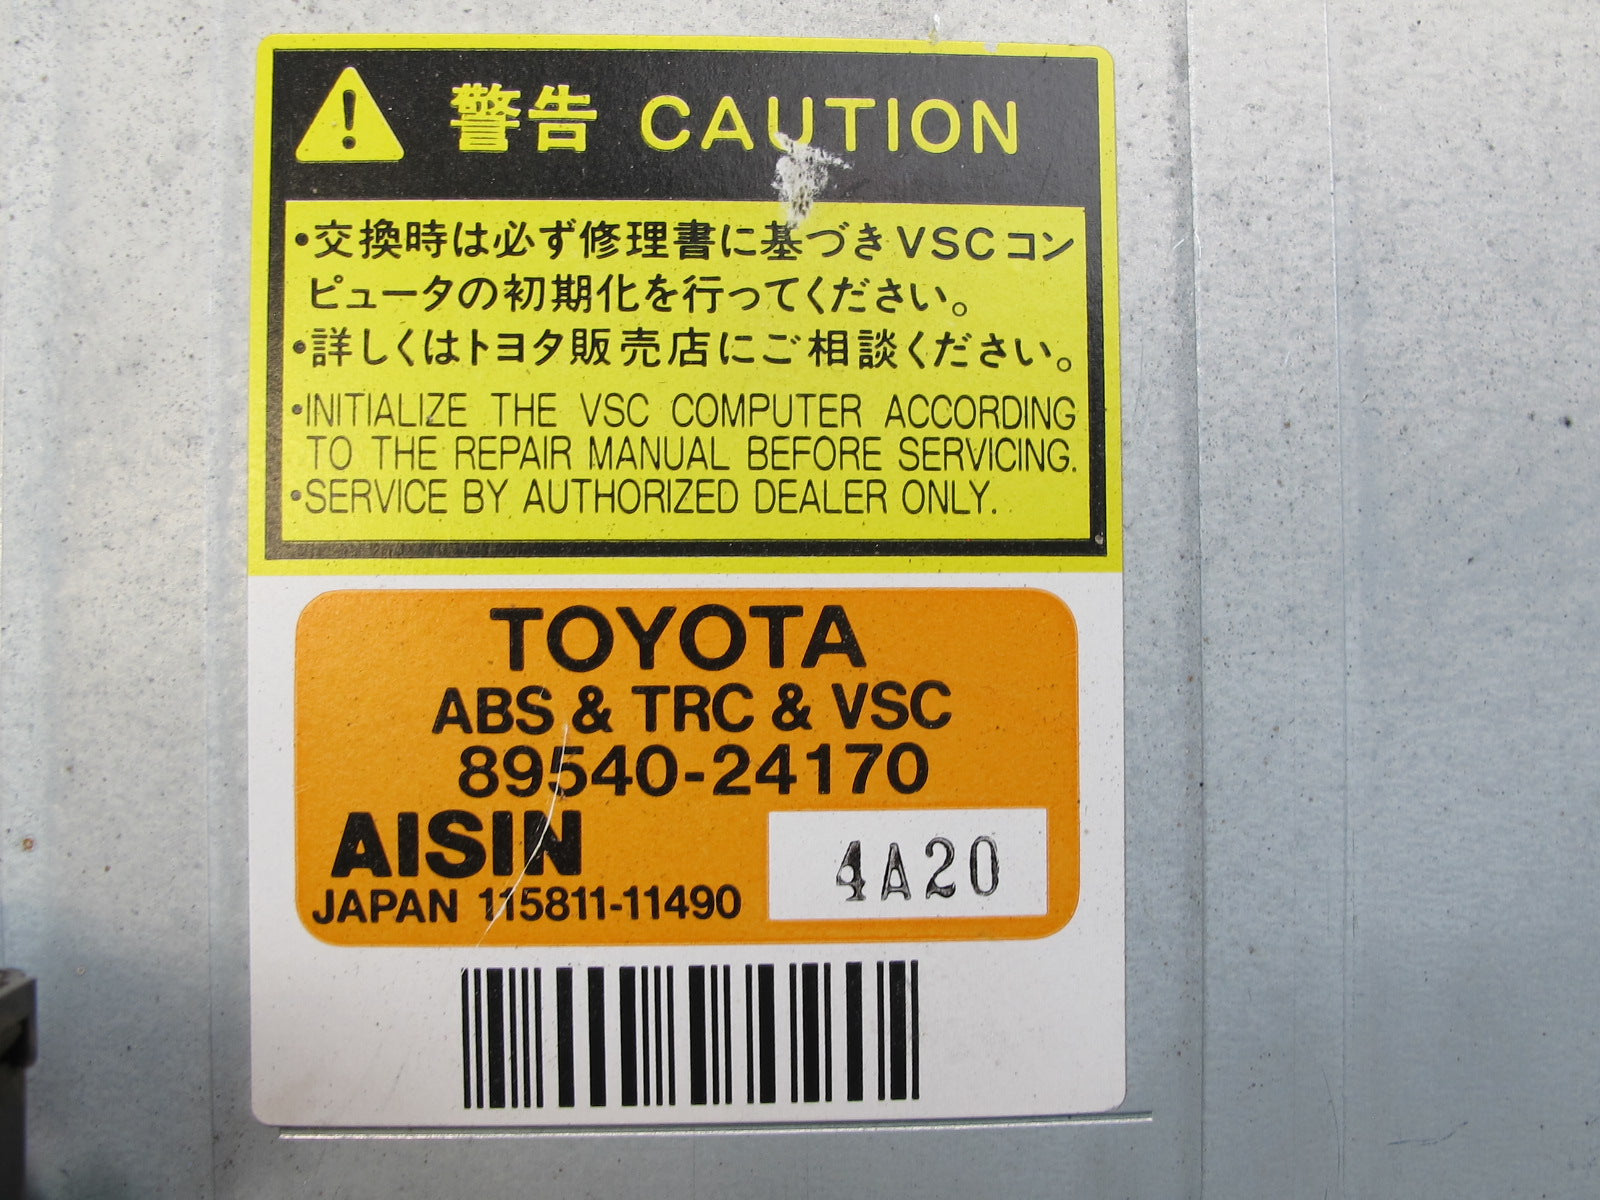 警告 CAUTION
・交換時は必ず修理書に基づきVSCコン
ピュータの初期化を行ってください。
・詳しくはトヨタ販売店にご相談ください。
・INITIALIZE THE VSC COMPUTER ACCORDING
TO THE REPAIR MANUAL BEFORE SERVICING.
・SERVICE BY AUTHORIZED DEALER ONLY.
TOYOTA
ABS & TRC & VSC
89540-24170
AISIN
JAPAN 115811-11490
4A20